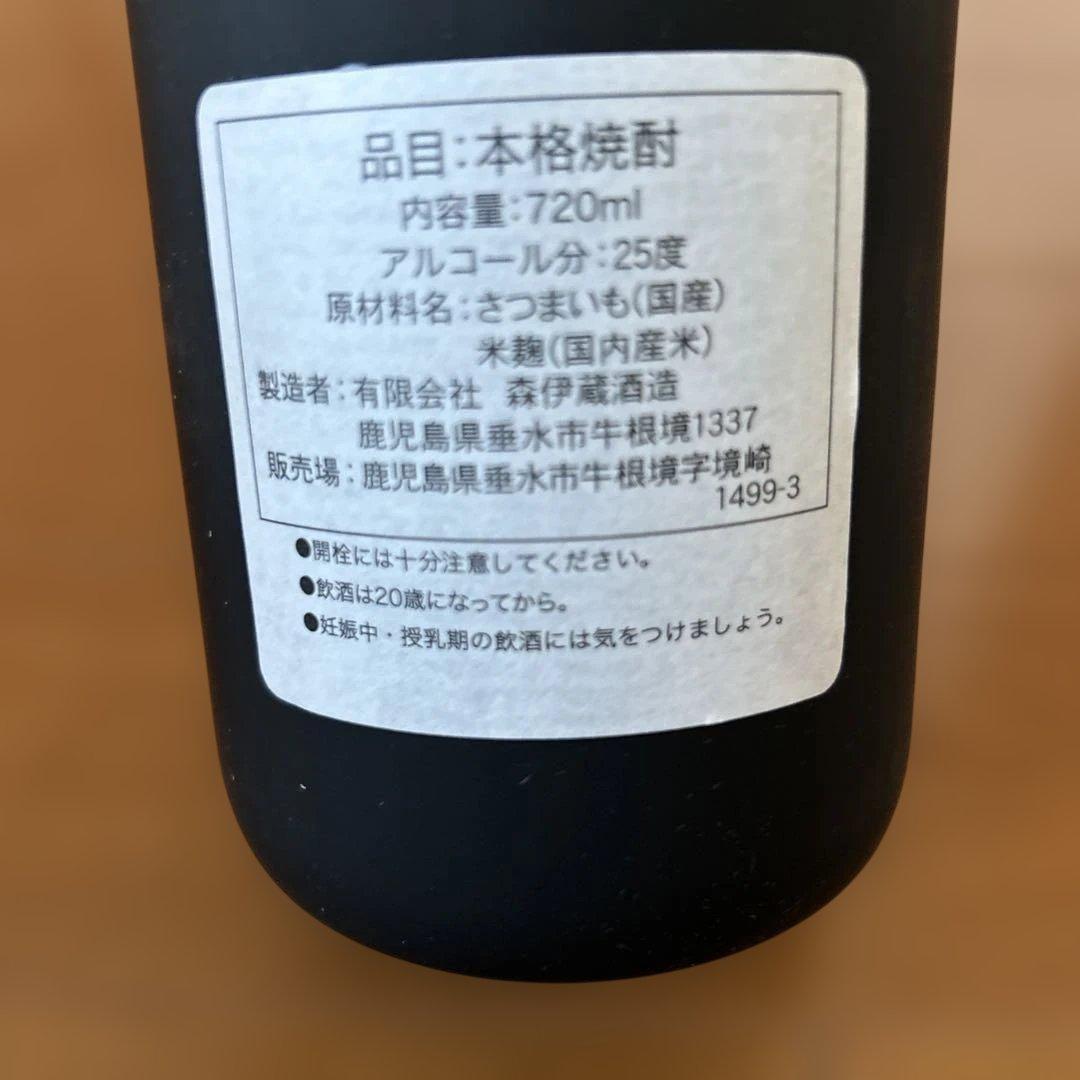 品目：本格焼酎
内容量：720ml
アルコール分：25度
原材料名：さつまいも(国産)
米麹(国内産米)
製造者：有限会社 森伊蔵酒造
鹿児島県垂水市牛根境1337
販売場：鹿児島県垂水市牛根境字境崎
1499-3
●開栓には十分注意してください。
●飲酒は20歳になってから。
●妊娠中・授乳期の飲酒には気をつけましょう。